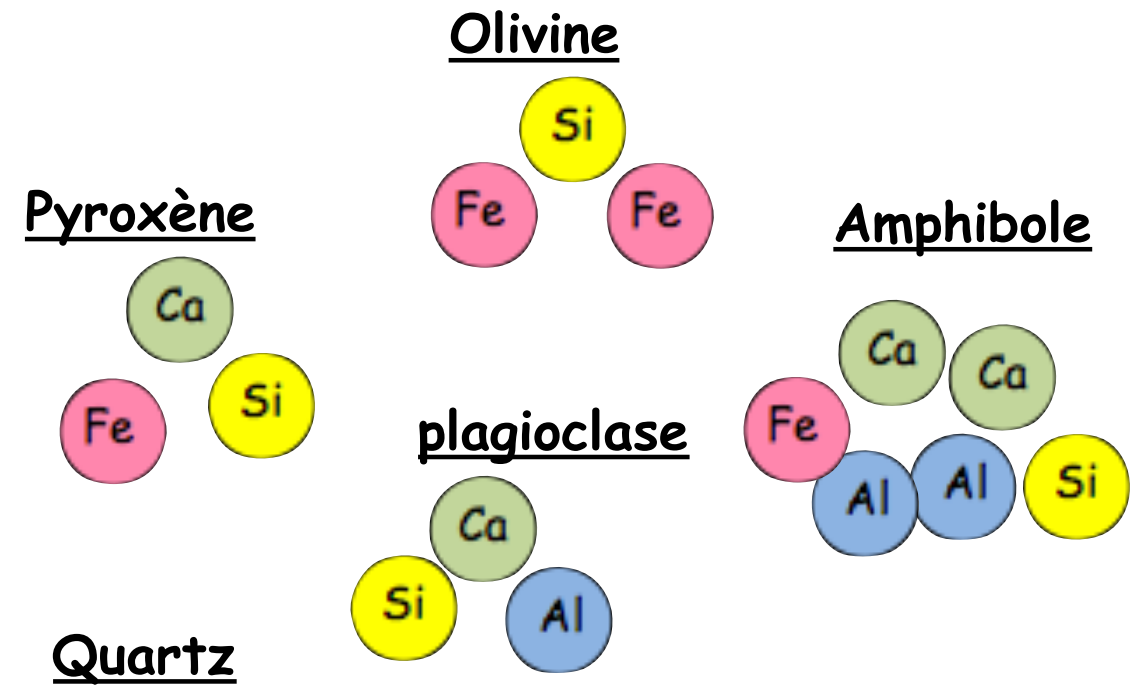 Olivine
Si
Fe Fe
Pyroxène
Ca
Fe Si
Amphibole
Ca Ca
Fe
Al Al Si
plagioclase
Ca
Si Al
Quartz